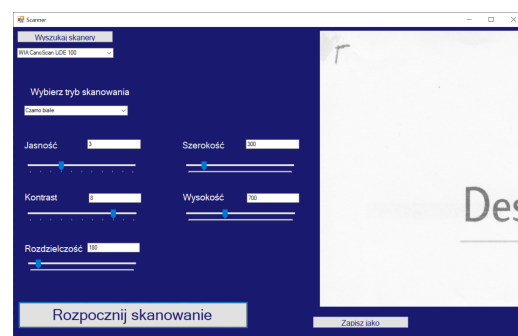 Scanner
Wyszukaj skanery
WIA CanoScan LiDE 100
Wybierz tryb skanowania
Czarno białe
Jasność 3
Szerokość 300
Kontrast 8
Wysokość 700
Rozdzielczość 180
Rozpocznij skanowanie
Des
Zapisz jako